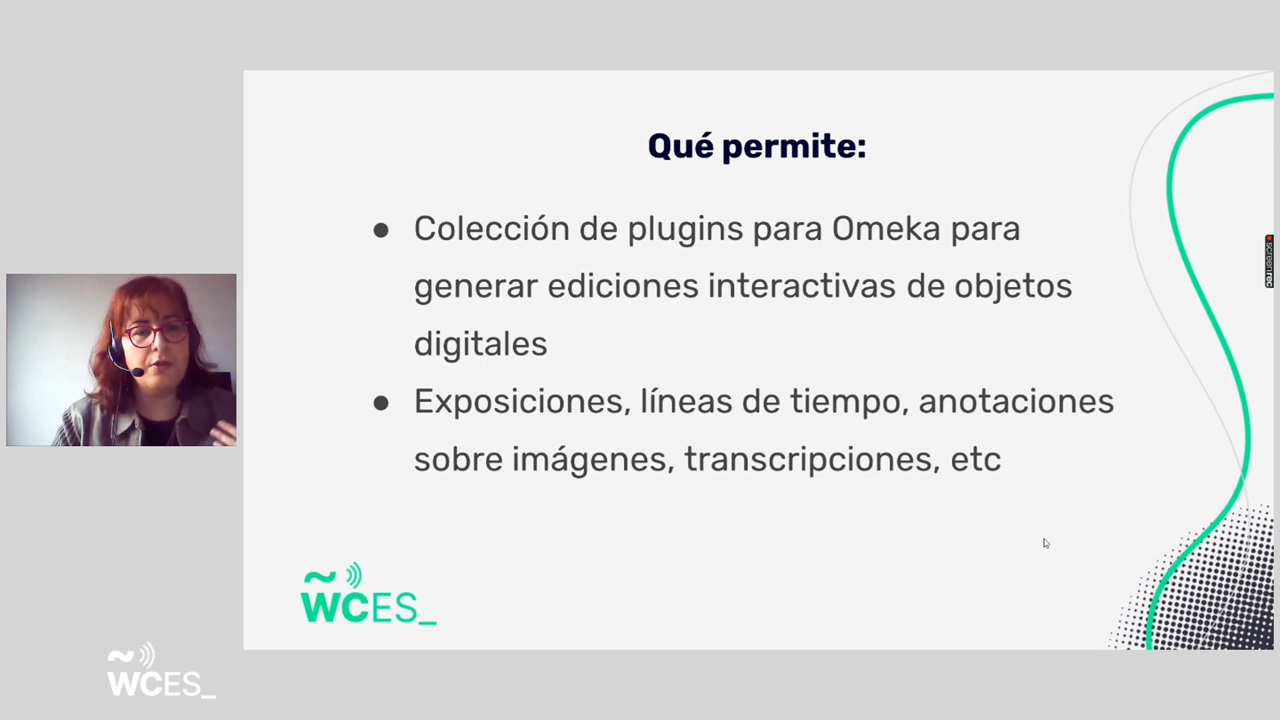 Qué permite:
● Colección de plugins para Omeka para
generar ediciones interactivas de objetos
digitales
● Exposiciones, líneas de tiempo, anotaciones
sobre imágenes, transcripciones, etc
WCES_
WCES_
screenrec